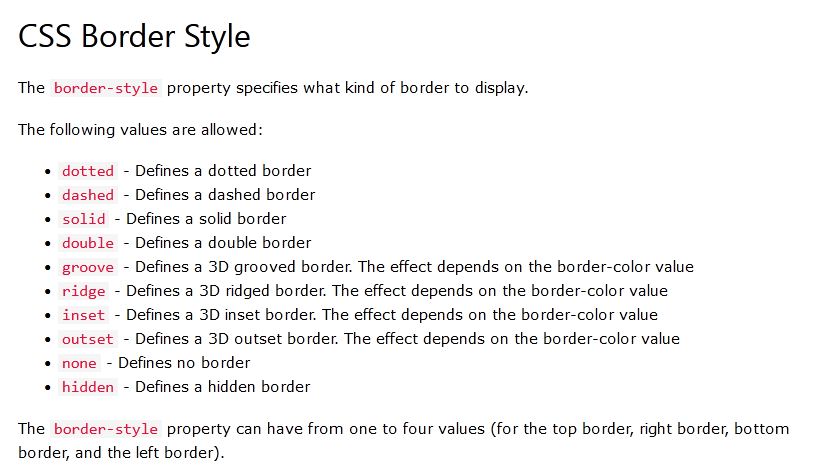 CSS Border Style
The border-style property specifies what kind of border to display.
The following values are allowed:
• dotted - Defines a dotted border
• dashed - Defines a dashed border
• solid - Defines a solid border
• double - Defines a double border
• groove - Defines a 3D grooved border. The effect depends on the border-color value
• ridge - Defines a 3D ridged border. The effect depends on the border-color value
• inset - Defines a 3D inset border. The effect depends on the border-color value
• outset - Defines a 3D outset border. The effect depends on the border-color value
• none - Defines no border
• hidden - Defines a hidden border
The border-style property can have from one to four values (for the top border, right border, bottom
border, and the left border).